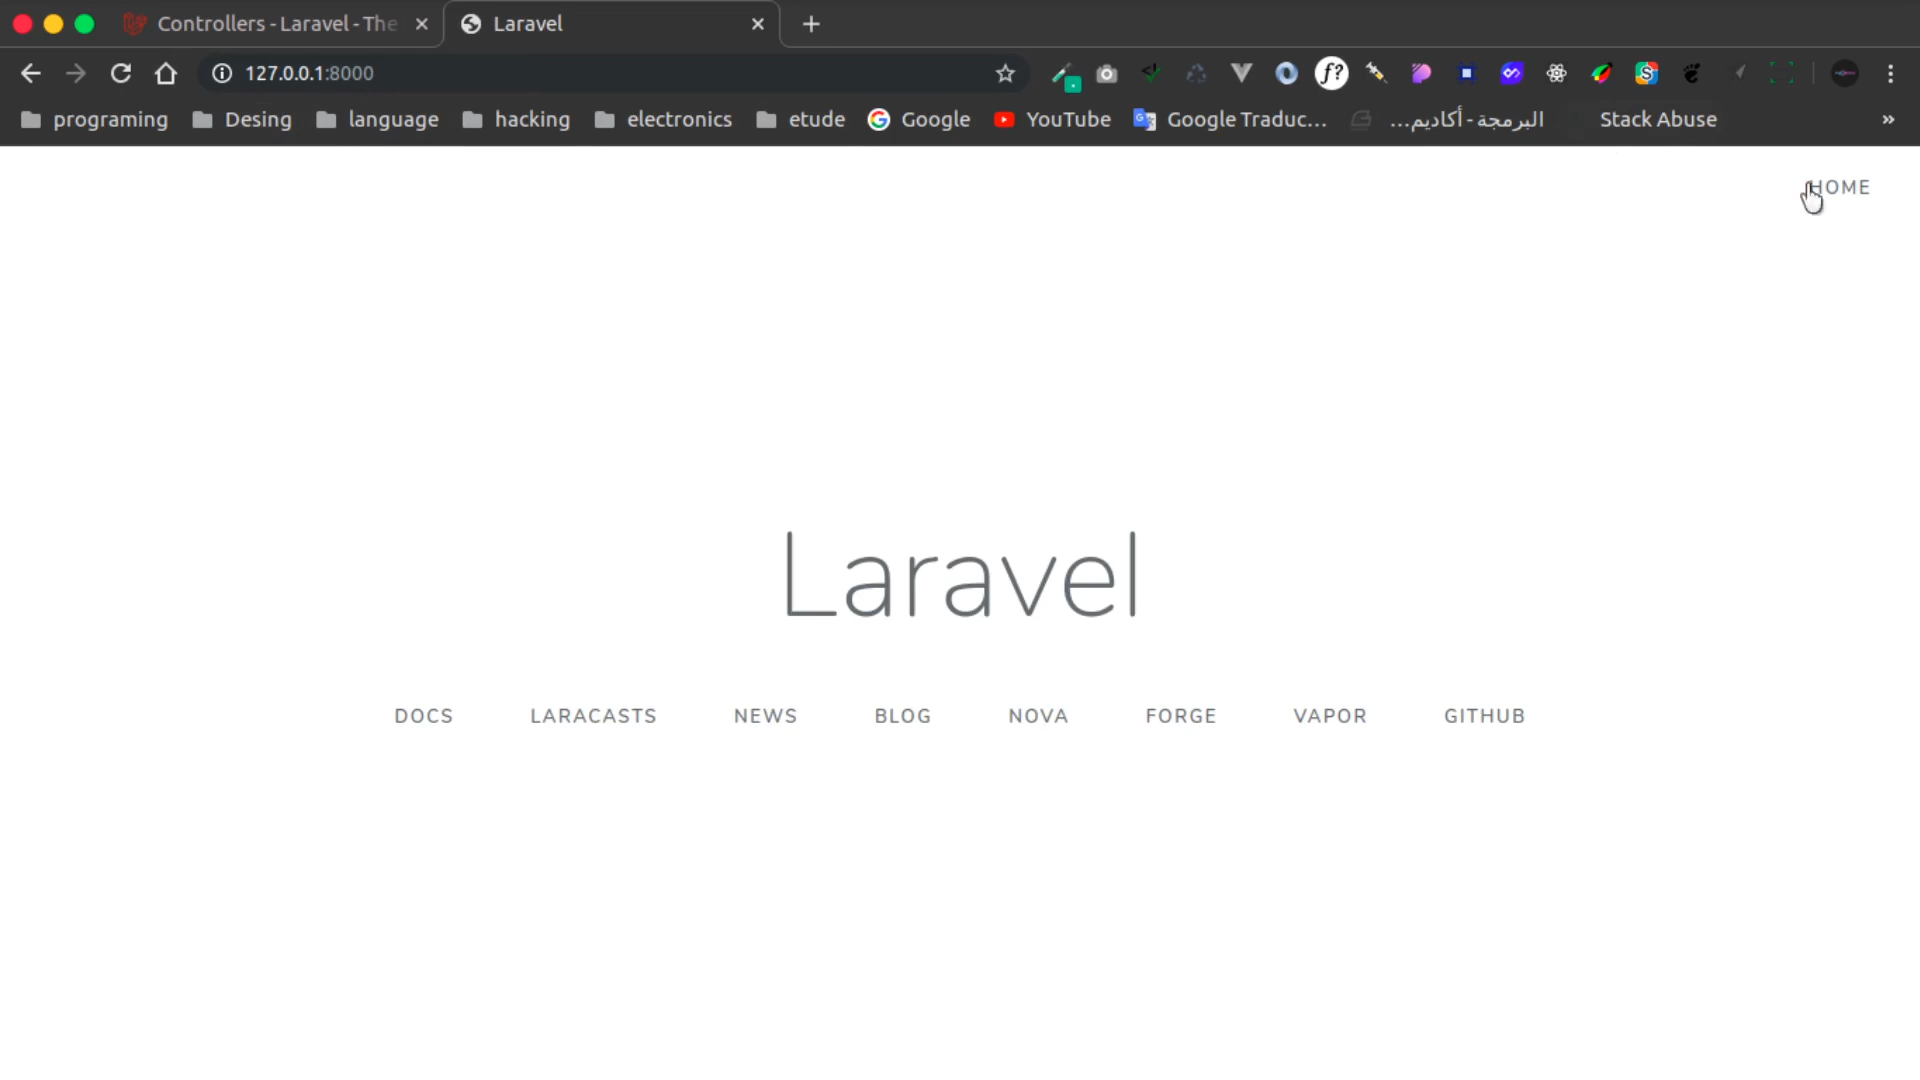 Controllers - Laravel - The
Laravel
127.0.0.1:8000
programing Desing language hacking electronics etude Google YouTube Google Traduc... البرمجة - أكاديم... Stack Abuse »
HOME
Laravel
DOCS LARACASTS NEWS BLOG NOVA FORGE VAPOR GITHUB